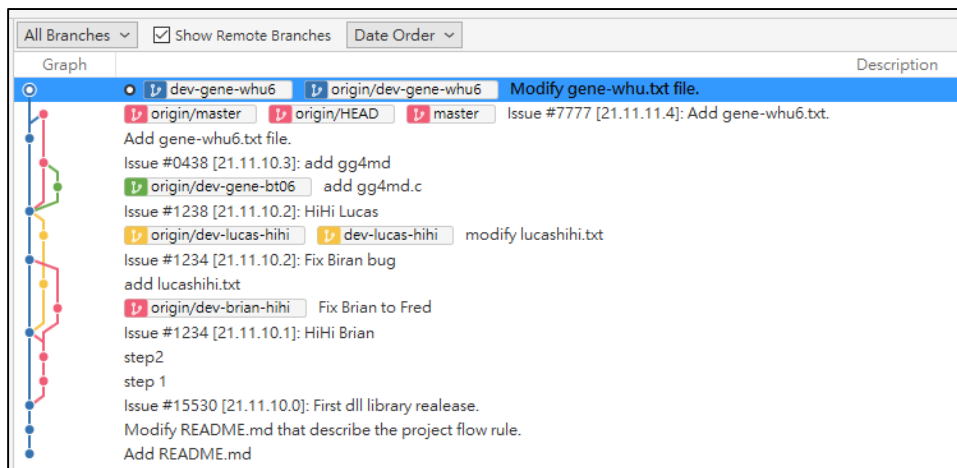 All Branches Show Remote Branches Date Order
Graph Description
dev-gene-whu6 origin/dev-gene-whu6 Modify gene-whu.txt file.
origin/master origin/HEAD master Issue #7777 [21.11.11.4]: Add gene-whu6.txt.
Add gene-whu6.txt file.
Issue #0438 [21.11.10.3]: add gg4md
origin/dev-gene-bt06 add gg4md.c
Issue #1238 [21.11.10.2]: HiHi Lucas
origin/dev-lucas-hihi dev-lucas-hihi modify lucashihi.txt
Issue #1234 [21.11.10.2]: Fix Biran bug
add lucashihi.txt
origin/dev-brian-hihi Fix Brian to Fred
Issue #1234 [21.11.10.1]: HiHi Brian
step2
step 1
Issue #15530 [21.11.10.0]: First dll library realease.
Modify README.md that describe the project flow rule.
Add README.md